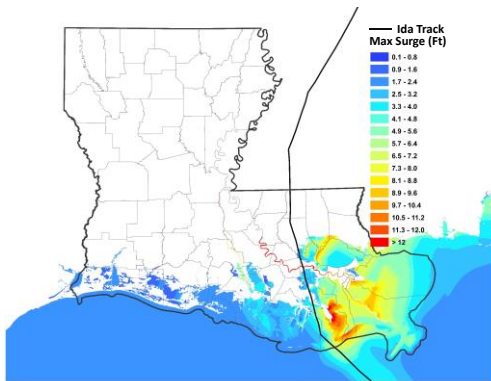 Ida Track
Max Surge (Ft)
0.1 - 0.8
0.9 - 1.6
1.7 - 2.4
2.5 - 3.2
3.3 - 4.0
4.1 - 4.8
4.9 - 5.6
5.7 - 6.4
6.5 - 7.2
7.3 - 8.0
8.1 - 8.8
8.9 - 9.6
9.7 - 10.4
10.5 - 11.2
11.3 - 12.0
> 12